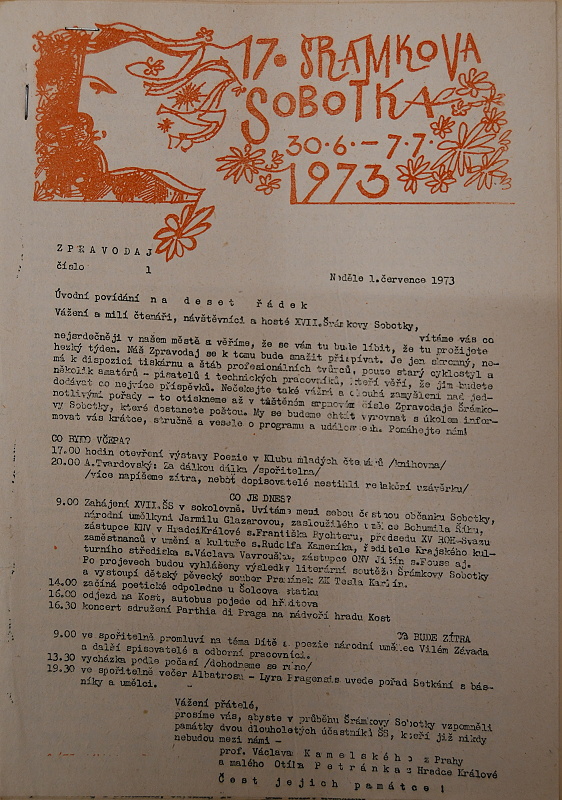 17. ŠRAMKOVA
SOBOTKA
30.6.–7.7.
1973
ZPRAVODAJ
číslo 1
Neděle 1.července 1973
Úvodní povídání n a  d e s e t  ř á d e k
Vážení a milí čtenáři, návštěvníci a hosté XVII.Šrámkovy Sobotky,
vítáme vás co
nejsrdečněji v našem městě a věříme, že se vám tu bude líbit, že tu prožijete
hezký týden. Náš Zpravodaj se k tomu bude snažit přispívat. Je jen skromný, ne-
má k dispozici tiskárnu a štáb profesionálních tvůrců, pouze starý cyklostyl a
několik amatérů - pisatelů i technických pracovníků, kteří věří, že jim budete
dodávat co nejvíce příspěvků. Nečekejte také vážná a dlouhá zamyšlení nad jed-
notlivými pořady - to otiskneme až v tištěném srpnovém čísle Zpravodaje Šrámko-
vy Sobotky, které dostanete poštou. My se budeme chtít vyrovnat s úkolem infor-
movat vás krátce, stručně a vesele o programu a událostech. Pomáhejte námi
CO BYLO VČERA?
17.00 hodin otevření výstavy Poezie v Klubu mladých čtenářů /knihovna/
20.00 A.Tvardovský: Za dálkou dálka /spořitelna/
/více napíšeme zítra, neboť dopisovatelé nestihli redakční uzávěrku/
CO JE DNES?
9.00 Zahájení XVII.ŠS v sokolovně. Uvítáme mezi sebou čestnou občanku Sobotky,
národní umělkyni Jarmilu Glazarovou, zasloužilého umělce Bohumila Říhu,
zástupce KNV v HradciKrálové s.Františka Rychteru, předsedu XV ROH-Svazu
zaměstnanců v umění a kultuře s.Rudolfa Kameníka, ředitele Krajského kul-
turního střediska s.Václava Vavrouška, zástupce ONV Jičín s.Fouse aj.
Po projevech budou vyhlášeny výsledky literární soutěže Šrámkovy Sobotky
a vystoupí dětský pěvecký soubor Pramínek ZK Tesla Karlín.
14.00 začíná poetické odpoledne u Šolcova statku
16.00 odjezd na Kost, autobus pojede od hřbitova
16.30 koncert sdružení Parthia di Praga na nádvoří hradu Kost
CO BUDE ZÍTRA
9.00 ve spořitelně promluví na téma Dítě a poezie národní umělec Vilém Závada
a další spisovatelé a odborní pracovníci.
13.30 vycházka podle počasí /dohodneme se ráno/
19.30 ve spořitelně večer Albatrosu - Lyra Pragensis uvede pořad Setkání s bás-
níky a umělci.
Vážení přátelé,
prosíme vás, abyste v průběhu Šrámkovy Sobotky vzpomněli
památky dvou dlouholetých účastníků ŠS, kteří již nikdy
nebudou mezi námi -
prof. Václava K a m e l s k é h o z Prahy
a malého Otíka P e t r á n k a z Hradce Králové
Č e s t  j e j i c h  p a m á t c e !